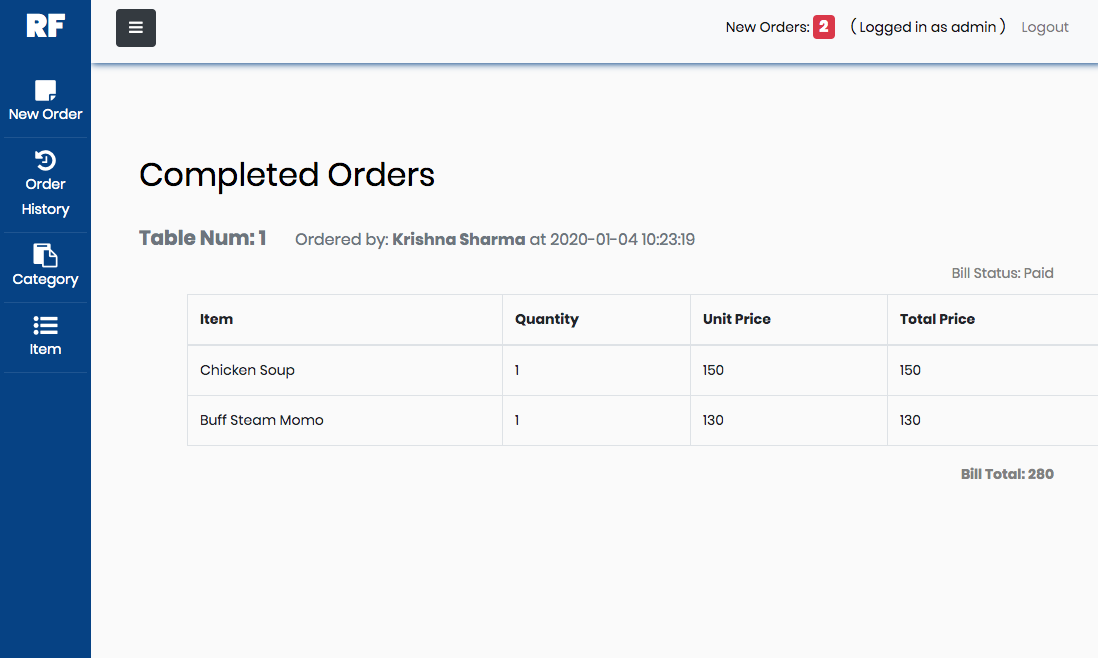 RF
New Orders: 2 ( Logged in as admin ) Logout
New Order
Order
History
Category
Item
Completed Orders
Table Num: 1 Ordered by: Krishna Sharma at 2020-01-04 10:23:19
Bill Status: Paid
Item Quantity Unit Price Total Price
Chicken Soup 1 150 150
Buff Steam Momo 1 130 130
Bill Total: 280